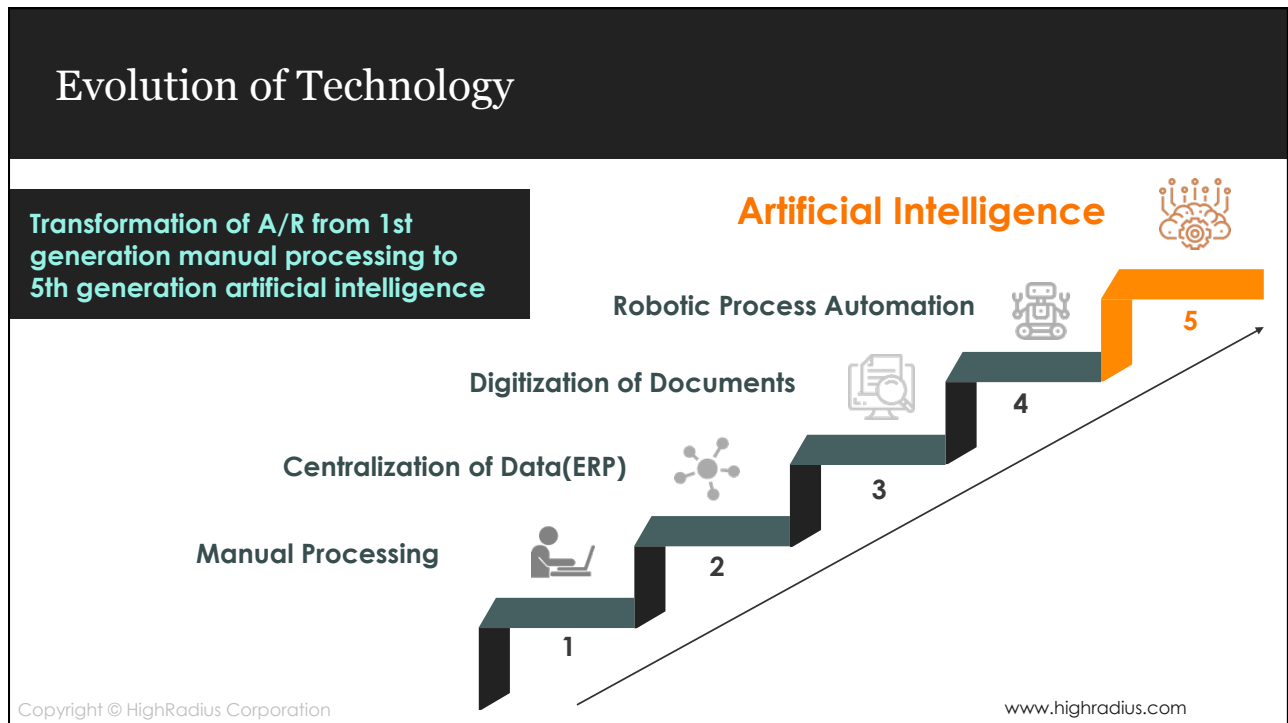 Evolution of Technology
Transformation of A/R from 1st
generation manual processing to
5th generation artificial intelligence
Artificial Intelligence
5
Robotic Process Automation
4
Digitization of Documents
3
Centralization of Data(ERP)
2
Manual Processing
1
Copyright © HighRadius Corporation
www.highradius.com